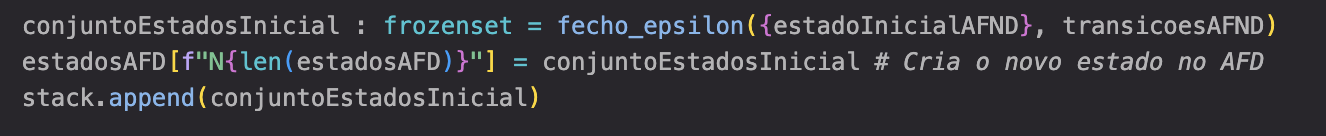 conjuntoEstadosInicial : frozenset = fecho_epsilon({estadoInicialAFND}, transicoesAFND)
estadosAFD[f"N{len(estadosAFD)}"] = conjuntoEstadosInicial # Cria o novo estado no AFD
stack.append(conjuntoEstadosInicial)